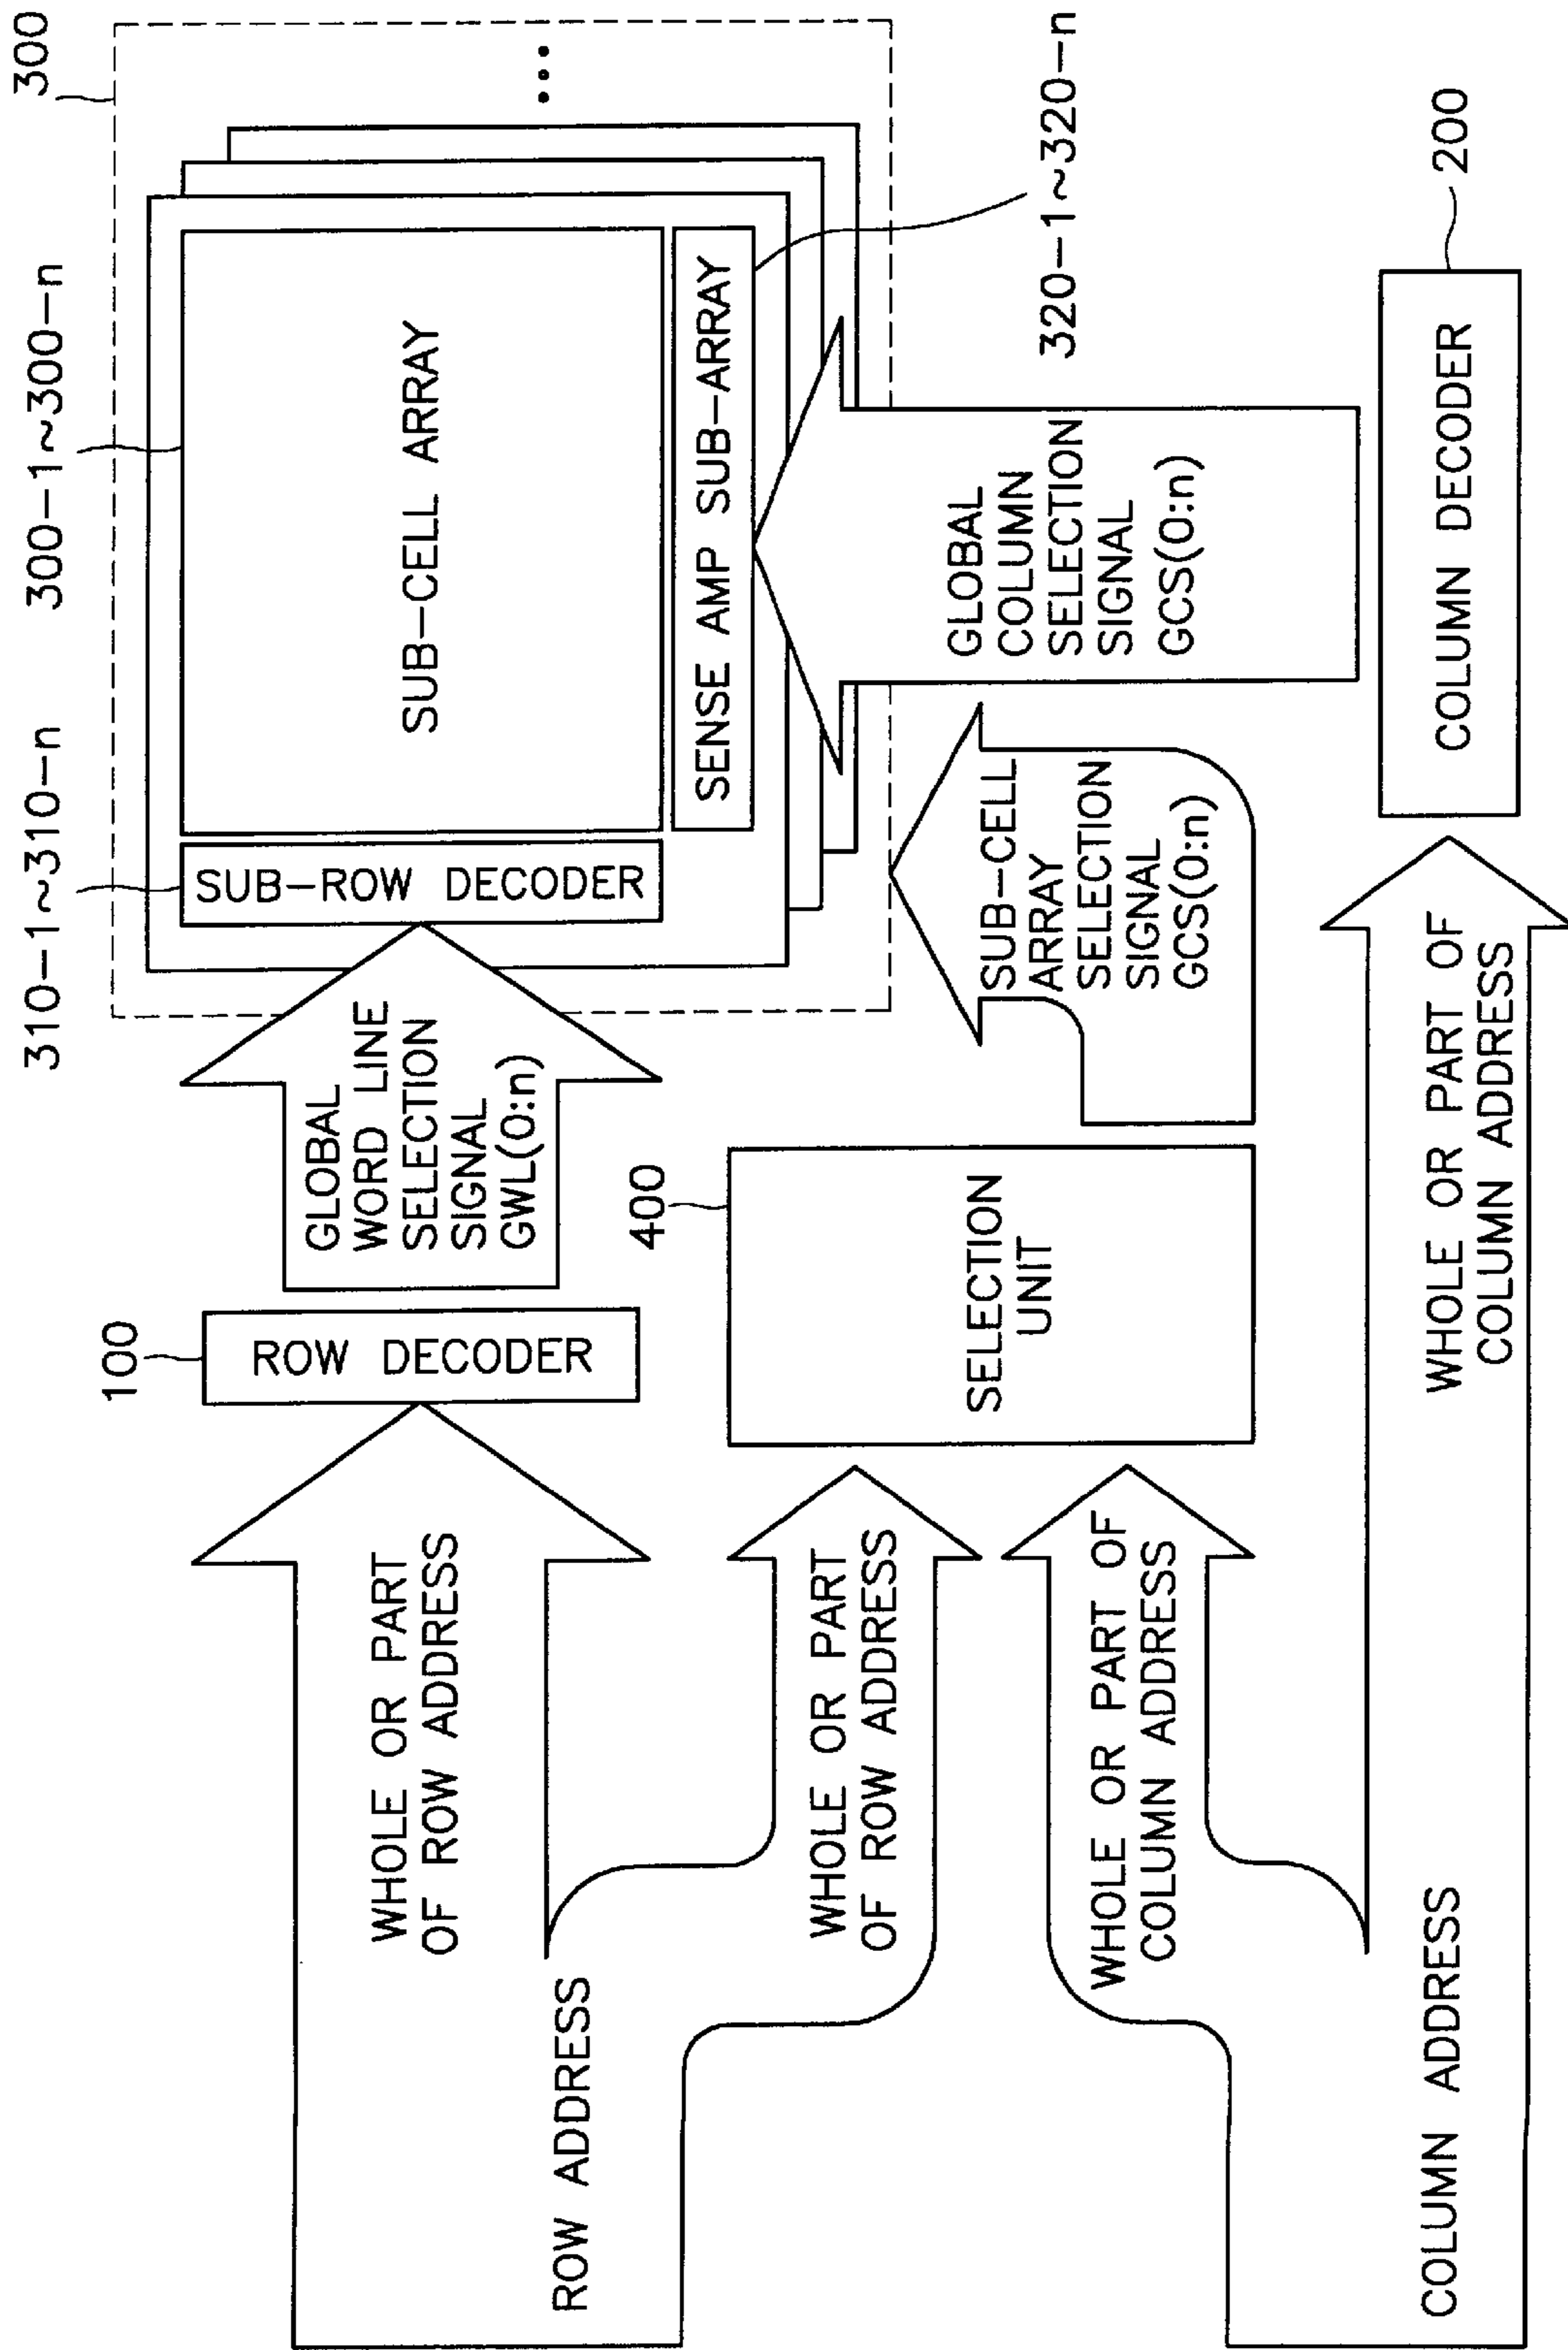 300
300-1~300-n
310-1~310-n
SUB-CELL ARRAY
SUB-ROW DECODER
SENSE AMP SUB-ARRAY
320-1~320-n
GLOBAL
WORD LINE
SELECTION
SIGNAL
GWL(0:n)
100
ROW DECODER
WHOLE OR PART
OF ROW ADDRESS
ROW ADDRESS
400
SELECTION
UNIT
WHOLE OR PART
OF ROW ADDRESS
WHOLE OR PART OF
COLUMN ADDRESS
SUB-CELL
ARRAY
SELECTION
SIGNAL
GCS(0:n)
GLOBAL
COLUMN
SELECTION
SIGNAL
GCS(0:n)
COLUMN DECODER
200
WHOLE OR PART OF
COLUMN ADDRESS
COLUMN ADDRESS